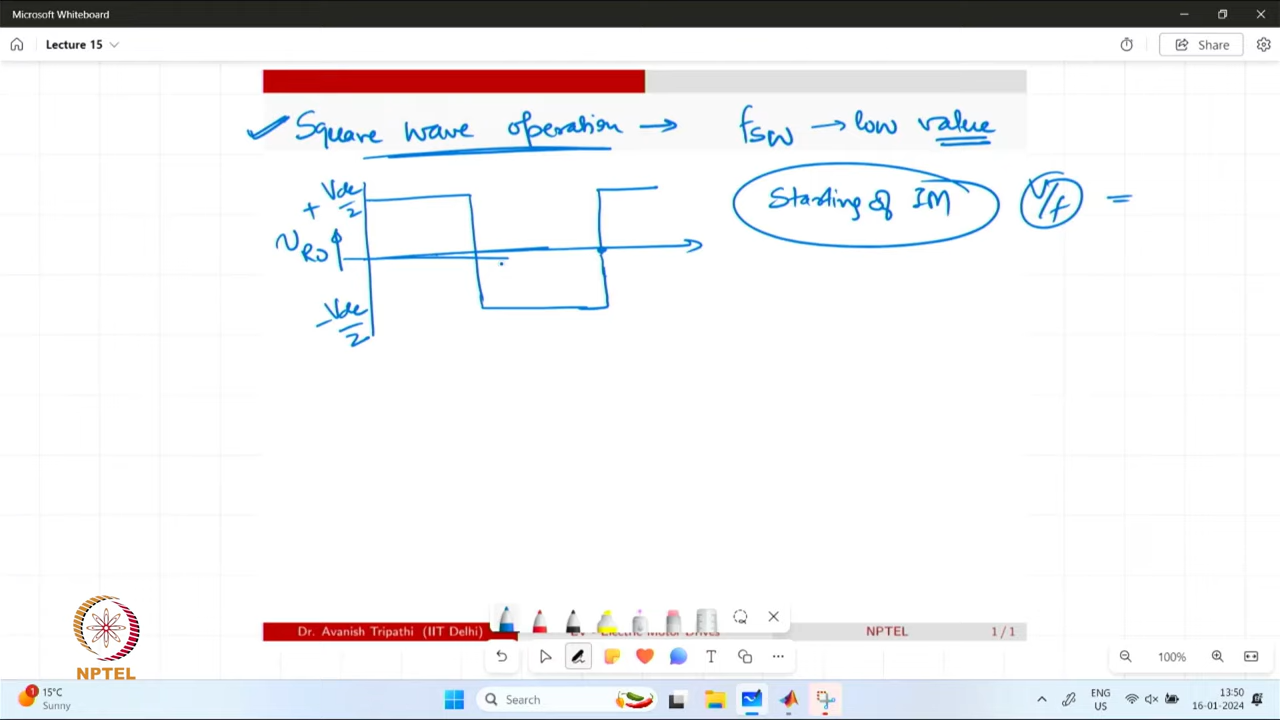 Microsoft Whiteboard
Lecture 15
Share
Square wave operation → fsw → low value
+ Vdc/2
Starting of IM V/f =
VRO
-Vdc/2
Dr. Avanish Tripathi (IIT Delhi)
NPTEL
1 / 1
NPTEL
100%
1
15°C
Sunny
Search
ENG
US
13:50
16-01-2024